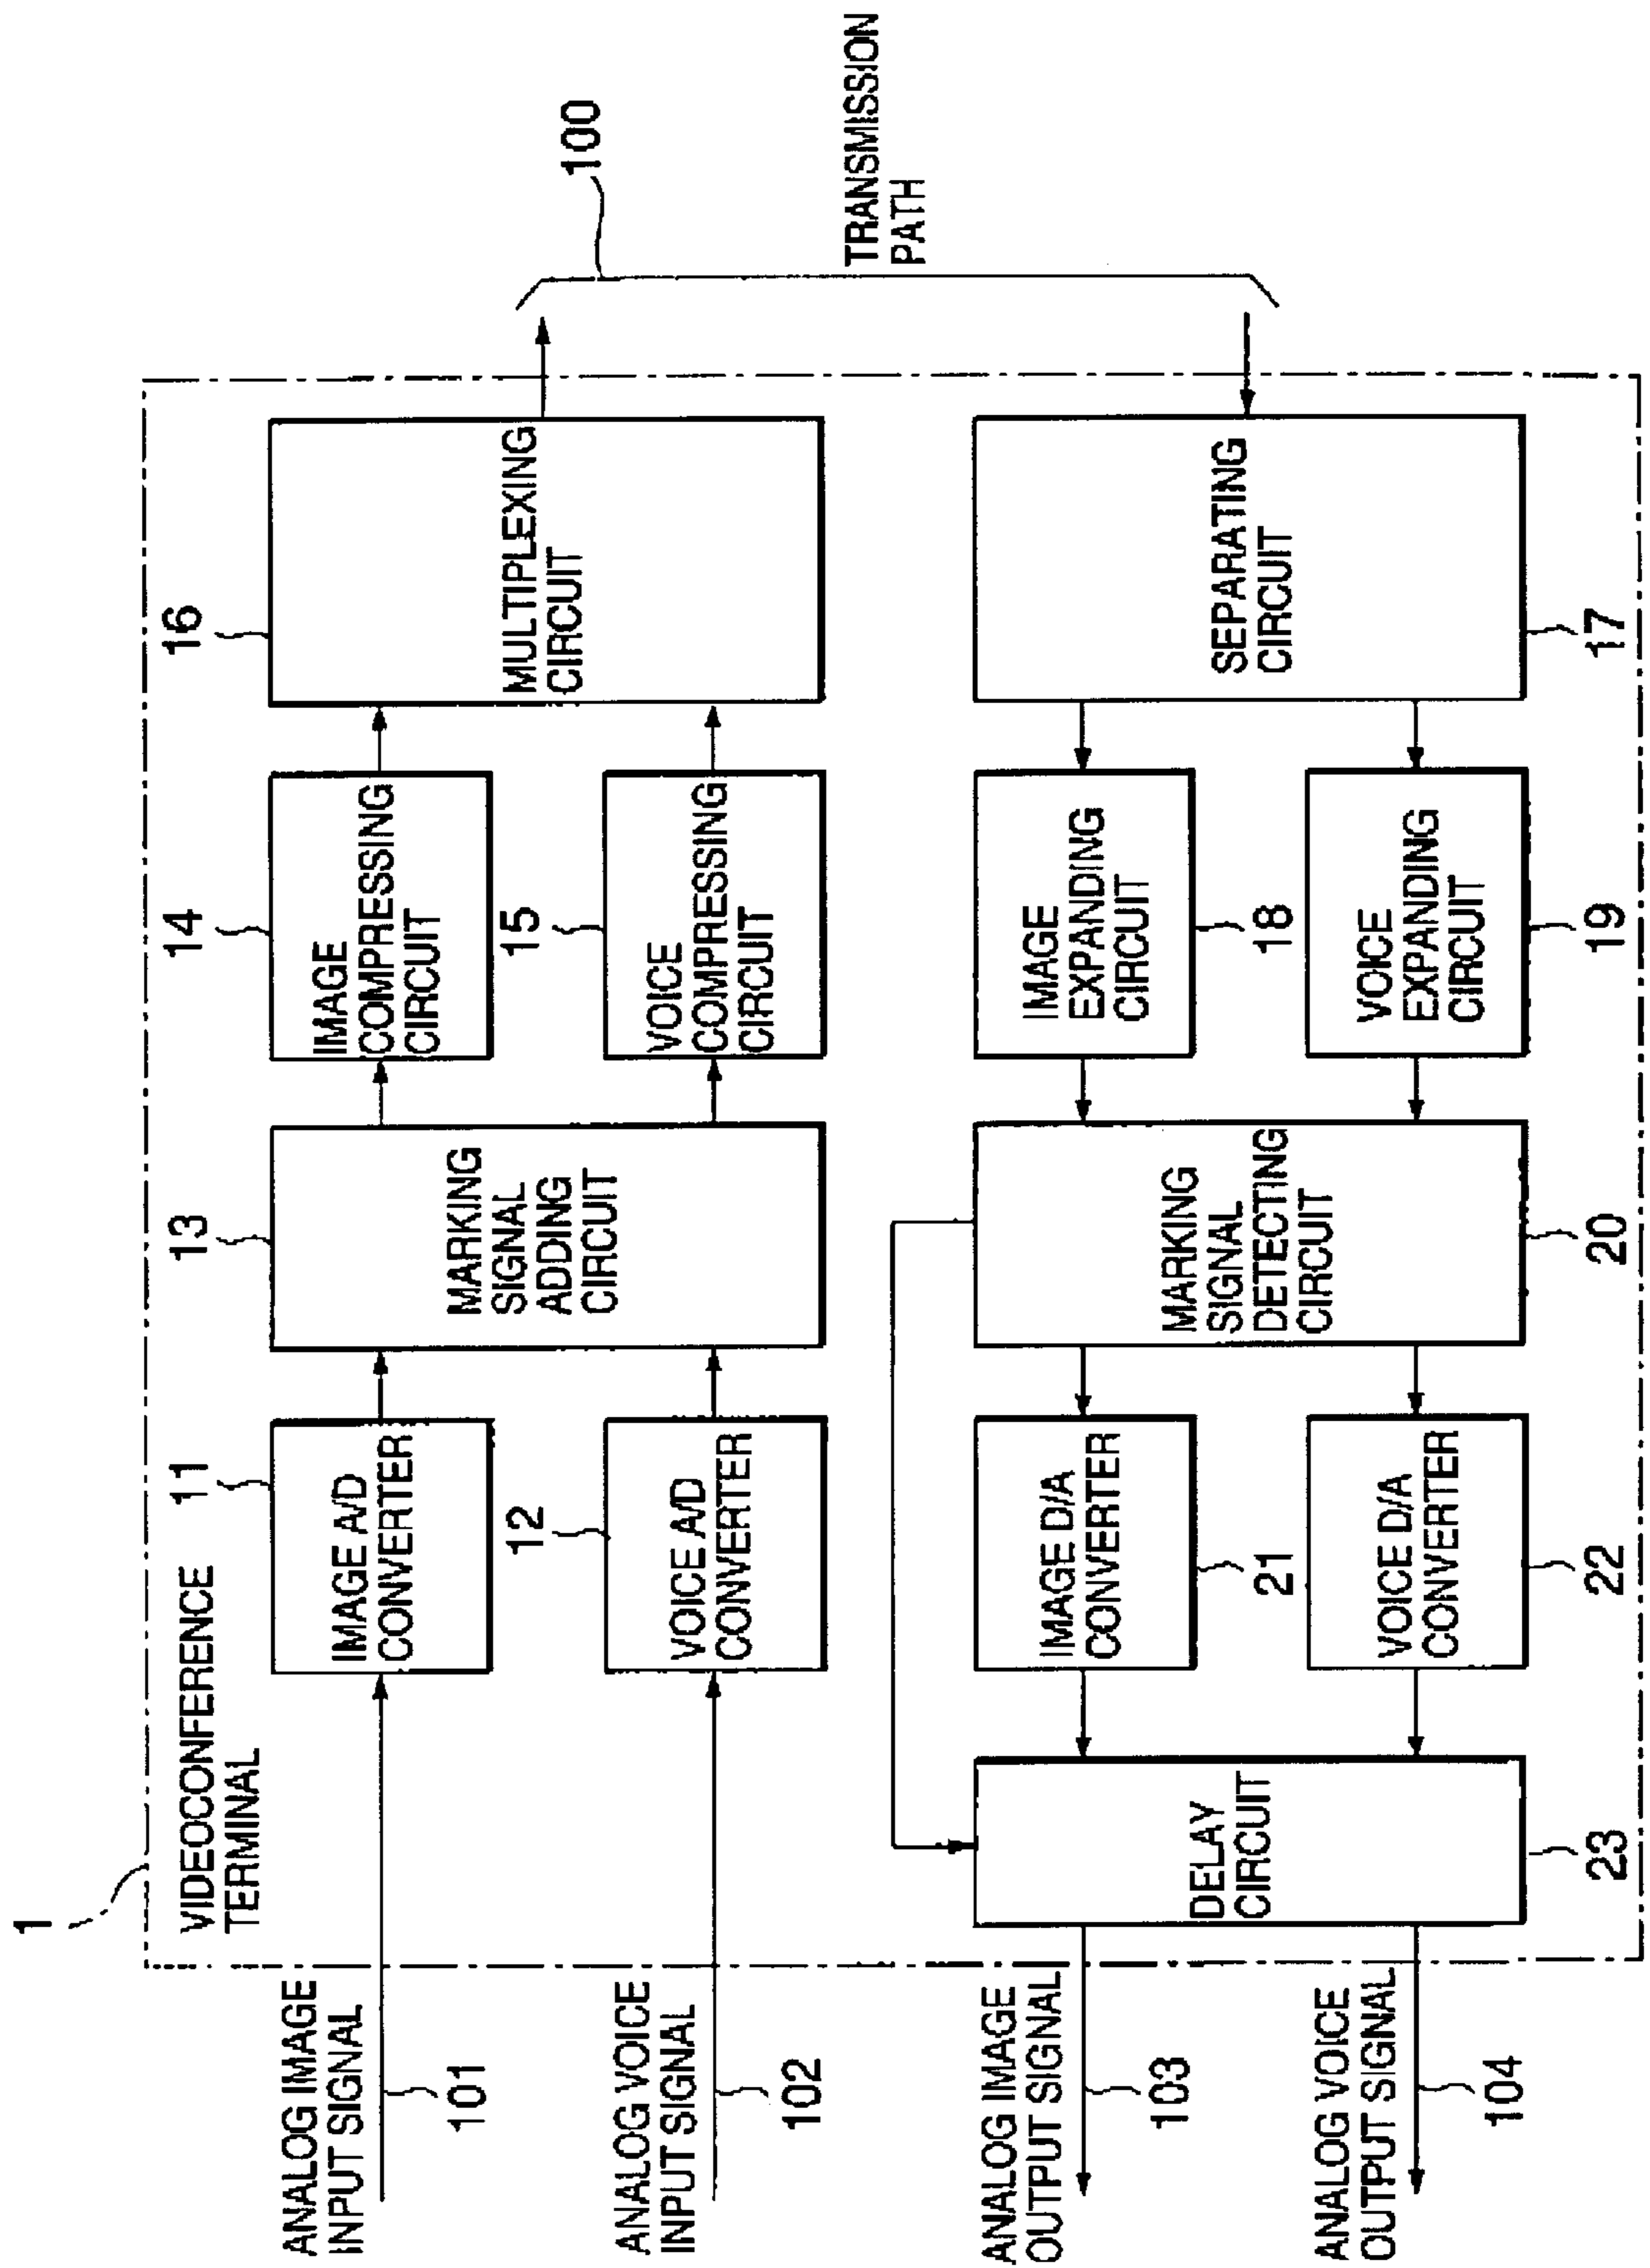 1
VIDEOCONFERENCE
TERMINAL
ANALOG IMAGE
INPUT SIGNAL
101
11
IMAGE A/D
CONVERTER
13
MARKING
SIGNAL
ADDING
CIRCUIT
14
IMAGE
COMPRESSING
CIRCUIT
16
MULTIPLEXING
CIRCUIT
100
TRANSMISSION
PATH
ANALOG VOICE
INPUT SIGNAL
102
12
VOICE A/D
CONVERTER
15
VOICE
COMPRESSING
CIRCUIT
ANALOG IMAGE
OUTPUT SIGNAL
103
DELAY
CIRCUIT
23
IMAGE D/A
CONVERTER
21
MARKING
SIGNAL
DETECTING
CIRCUIT
20
IMAGE
EXPANDING
CIRCUIT
18
SEPARATING
CIRCUIT
17
ANALOG VOICE
OUTPUT SIGNAL
104
VOICE D/A
CONVERTER
22
VOICE
EXPANDING
CIRCUIT
19